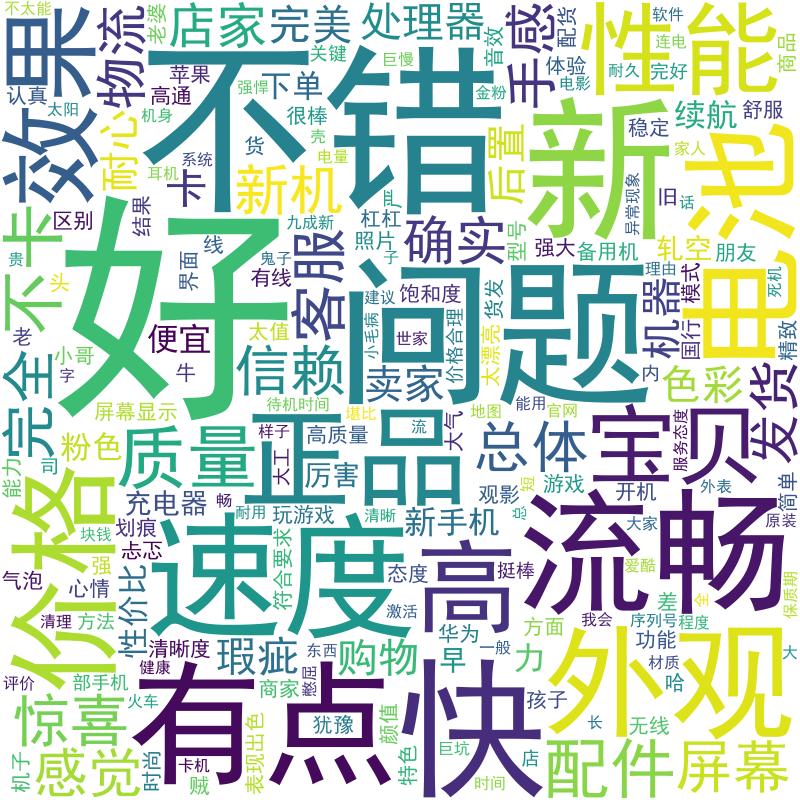 不太能
效果
物流
老婆
店家
完美
关键
处理器
巨慢
音效
手感
配货
性能
软件
连电
商品
认真
太阳
苹果
高通
机身
强悍
下单
很棒
金粉
体验
电影
耐久
完好
耐心
耳机
系统
货
壳
电量
不错
后置
新
续航
舒服
稳定
家人
电池
不卡
贵
区别
结果
卡
新机
九成新
严
杠杠
照片
子
确实
型号
强大
异常现象
备用机
轧空
话
朋友
好
头
老
线
界面
鬼子
有线
客服
建议
小毛病
饱和度
货发
世家
价格合理
太漂亮
问题
机器
国行
理由
模式
死机
精致
完全
小哥
字
便宜
牛
太值
信赖
卖家
内
色彩
发货
屏幕显示
待机时间
堪比
流
地图
能用
官网
粉色
能力
司
质量
样子
大工
高质量
正品
大气
总体
宝贝
服务态度
厉害
观影
短
游戏
开机
外表
简单
原装
价格
充电器
畅
耐用
玩游戏
清晰
新手机
总
大家
块钱
划痕
忐忑
强
速度
符合要求
态度
挺棒
高
流畅
爱酷
气泡
心情
性价比
清理
方法
清晰度
激活
华为
方面
差
全
保质期
我会
序列号
程度
瑕疵
健康
东西
购物
一般
早
力
功能
材质
哈
大
评价
部手机
火车
商家
憋屈
有点
快
孩子
外观
惊喜
犹豫
颜值
特色
巨坑
长
无线
感觉
机子
时尚
卡机
贼
表现出色
店
时间
配件
屏幕